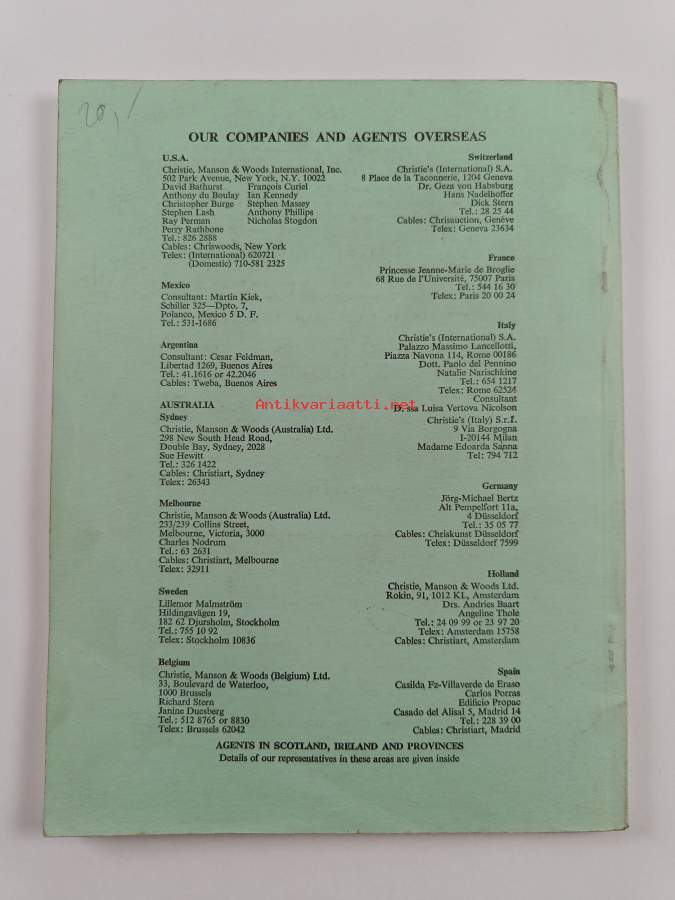 20,/
OUR COMPANIES AND AGENTS OVERSEAS
U.S.A.
Christie, Manson & Woods International, Inc.
502 Park Avenue, New York, N.Y. 10022
David Bathurst François Curiel
Anthony du Boulay Ian Kennedy
Christopher Burge Stephen Massey
Stephen Lash Anthony Phillips
Ray Perman Nicholas Stogdon
Perry Rathbone
Tel.: 826 2888
Cables: Chriswoods, New York
Telex: (International) 620721
(Domestic) 710-581 2325
Mexico
Consultant: Martin Kiek,
Schiller 325—Dpto. 7,
Polanco, Mexico 5 D. F.
Tel.: 531-1686
Argentina
Consultant: Cesar Feldman,
Libertad 1269, Buenos Aires
Tel.: 41.1616 or 42.2046
Cables: Tweba, Buenos Aires
AUSTRALIA
Sydney
Christie, Manson & Woods (Australia) Ltd.
298 New South Head Road,
Double Bay, Sydney, 2028
Sue Hewitt
Tel.: 326 1422
Cables: Christiart, Sydney
Telex: 26343
Melbourne
Christie, Manson & Woods (Australia) Ltd.
233/239 Collins Street,
Melbourne, Victoria, 3000
Charles Nodrum
Tel.: 63 2631
Cables: Christiart, Melbourne
Telex: 32911
Sweden
Lillemor Malmström
Hildingavägen 19,
182 62 Djursholm, Stockholm
Tel.: 755 10 92
Telex: Stockholm 10836
Belgium
Christie, Manson & Woods (Belgium) Ltd.
33, Boulevard de Waterloo,
1000 Brussels
Richard Stern
Janine Duesberg
Tel.: 512 8765 or 8830
Telex: Brussels 62042
Switzerland
Christie's (International) S.A.
8 Place de la Taconnerie, 1204 Geneva
Dr. Geza von Habsburg
Hans Nadelhoffer
Dick Stern
Tel.: 28 25 44
Cables: Chrisauction, Genève
Telex: Geneva 23634
France
Princesse Jeanne-Marie de Broglie
68 Rue de l'Université, 75007 Paris
Tel.: 544 16 30
Telex: Paris 20 00 24
Italy
Christie's (International) S.A.
Palazzo Massimo Lancellotti,
Piazza Navona 114, Rome 00186
Dott. Paolo del Pennino
Natalie Narischkine
Tel.: 654 1217
Telex: Rome 62524
Consultant
D. ssa Luisa Vertova Nicolson
Christie's (Italy) S.r.f.
9 Via Borgogna
I-20144 Milan
Madame Edoarda Sanna
Tel: 794 712
Germany
Jörg-Michael Bertz
Alt Pempelfort 11a,
4 Düsseldorf
Tel.: 35 05 77
Cables: Chriskunst Düsseldorf
Telex: Düsseldorf 7599
Holland
Christie, Manson & Woods Ltd.
Rokin, 91, 1012 KL, Amsterdam
Drs. Andries Baart
Angeline Thole
Tel.: 24 09 99 or 23 97 20
Telex: Amsterdam 15758
Cables: Christiart, Amsterdam
Spain
Casilda Fz-Villaverde de Eraso
Carlos Porras
Edificio Propac
Casado del Alisal 5, Madrid 14
Tel.: 228 39 00
Cables: Christiart, Madrid
AGENTS IN SCOTLAND, IRELAND AND PROVINCES
Details of our representatives in these areas are given inside
Antikvariaatti.net